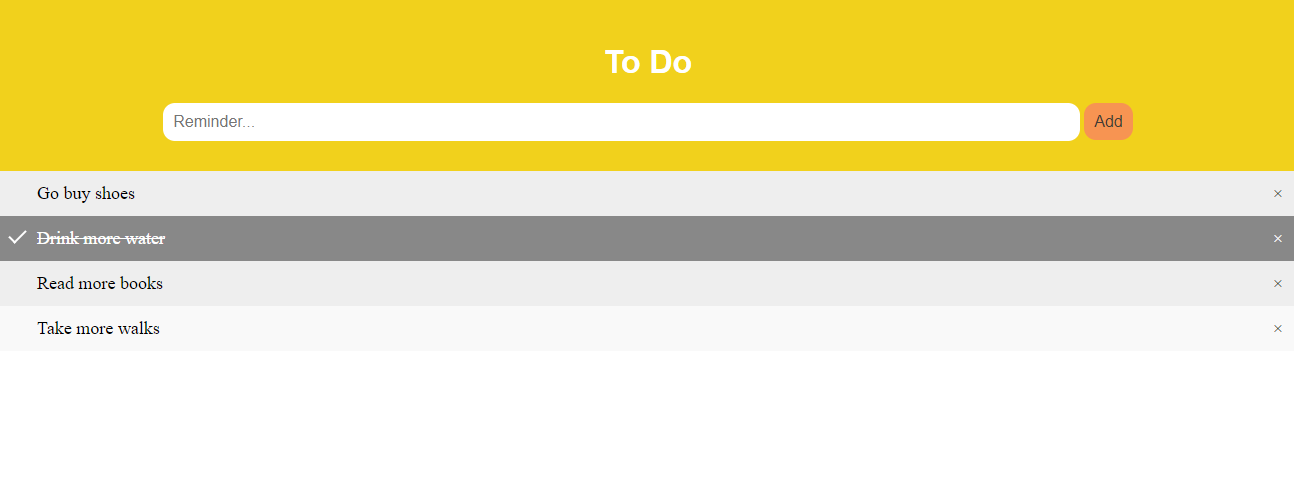 To Do
Reminder... Add
Go buy shoes ×
Drink more water ×
Read more books ×
Take more walks ×